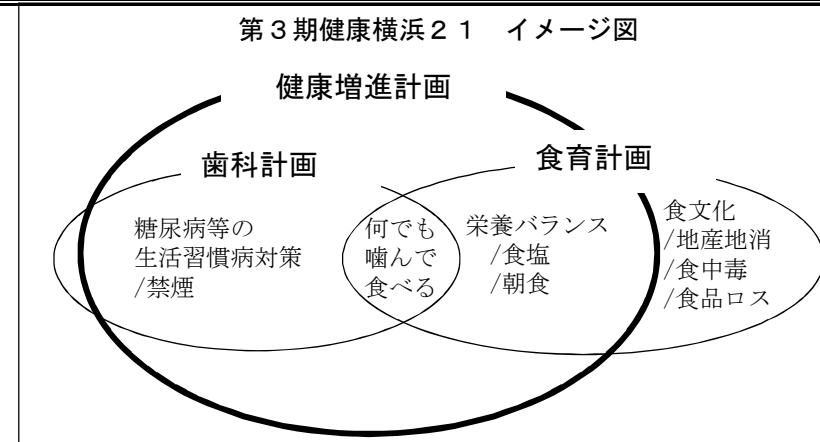 第３期健康横浜２１　イメージ図
健康増進計画
歯科計画
食育計画
糖尿病等の
生活習慣病対策
/禁煙
何でも
噛んで
食べる
栄養バランス
/食塩
/朝食
食文化
/地産地消
/食中毒
/食品ロス